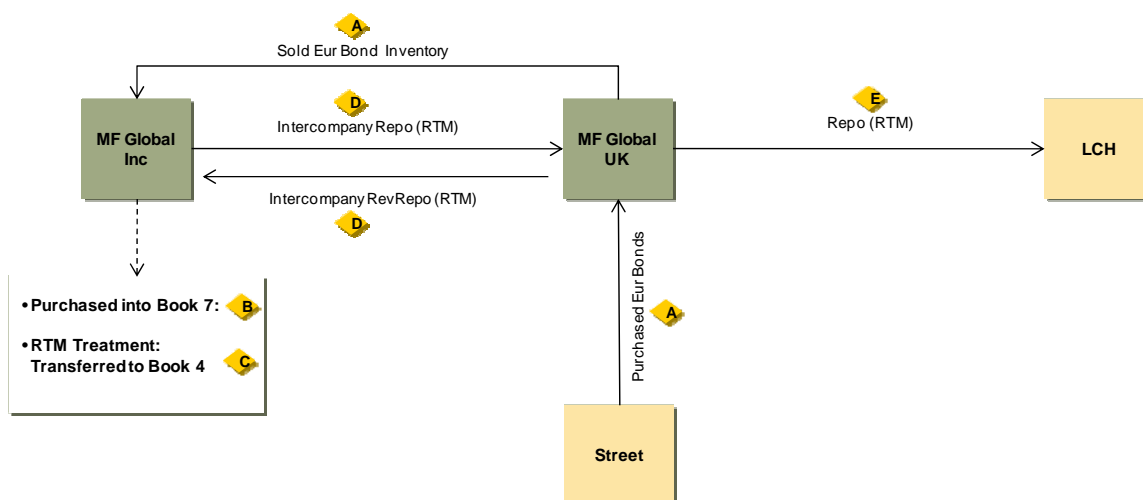 A
Sold Eur Bond Inventory
MF Global
Inc
D
Intercompany Repo (RTM)
Intercompany RevRepo (RTM)
D
MF Global
UK
E
Repo (RTM)
LCH
• Purchased into Book 7:
B
• RTM Treatment:
Transferred to Book 4
C
Purchased Eur Bonds
A
Street